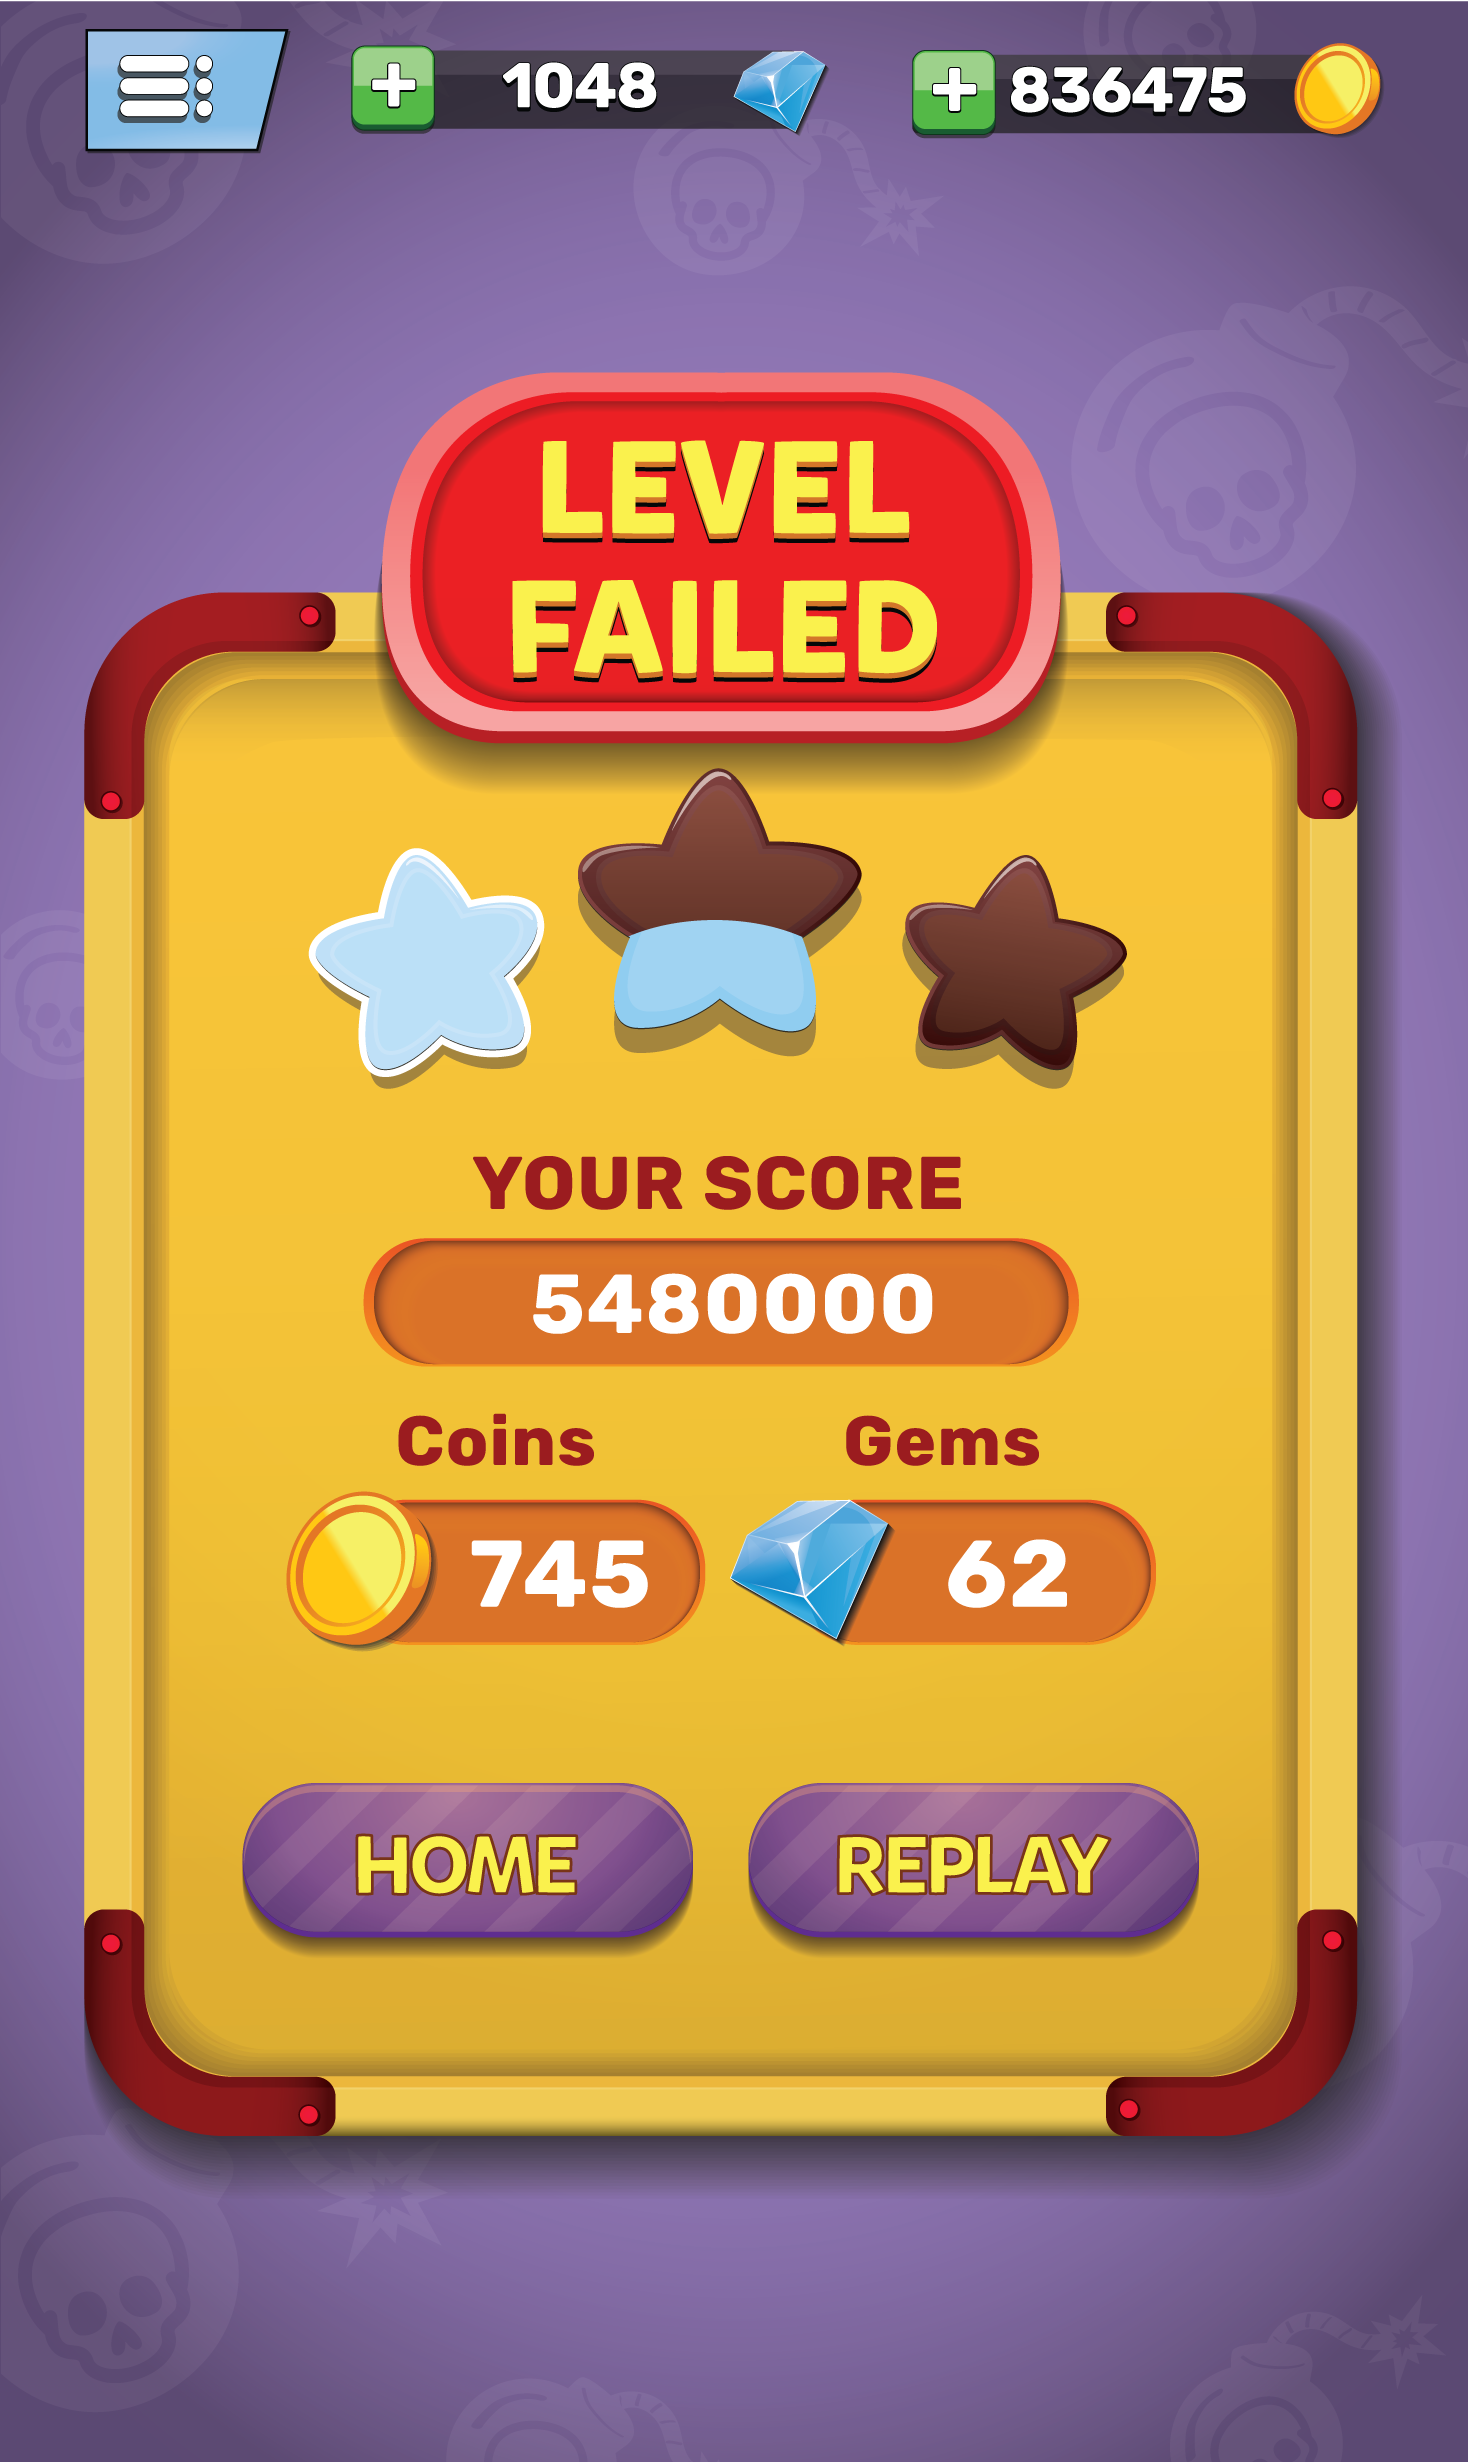 1048
836475
LEVEL
FAILED
YOUR SCORE
5480000
Coins Gems
745 62
HOME REPLAY